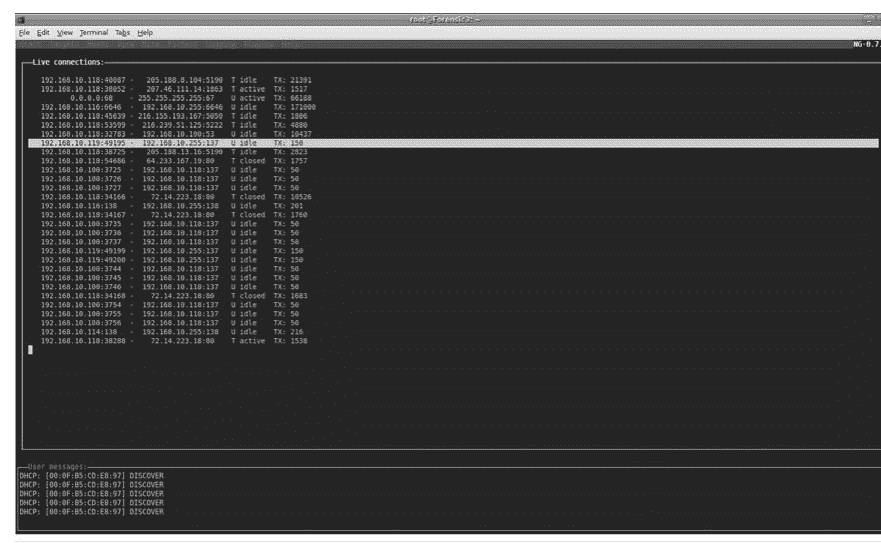 root@Forensic3: ~
File Edit View Terminal Tabs Help
NG-0.7.
Live connections:
192.168.10.118:40087 - 205.188.8.104:5190 T idle TX: 21391
192.168.10.118:38052 - 207.46.111.14:1863 T active TX: 1517
0.0.0.0:68 - 255.255.255.255:67 U active TX: 66188
192.168.10.116:6646 - 192.168.10.255:6646 U idle TX: 171000
192.168.10.118:45639 - 216.155.193.167:5050 T idle TX: 1806
192.168.10.118:53599 - 216.239.51.125:5222 T idle TX: 4880
192.168.10.118:32783 - 192.168.10.100:53 U idle TX: 10437
192.168.10.119:49195 - 192.168.10.255:137 U idle TX: 150
192.168.10.118:38725 - 205.188.13.16:5190 T idle TX: 2823
192.168.10.118:54686 - 64.233.167.19:80 T closed TX: 1757
192.168.10.100:3725 - 192.168.10.118:137 U idle TX: 50
192.168.10.100:3726 - 192.168.10.118:137 U idle TX: 50
192.168.10.100:3727 - 192.168.10.118:137 U idle TX: 50
192.168.10.118:34166 - 72.14.223.18:80 T closed TX: 10526
192.168.10.116:138 - 192.168.10.255:138 U idle TX: 201
192.168.10.118:34167 - 72.14.223.18:80 T closed TX: 1760
192.168.10.100:3735 - 192.168.10.118:137 U idle TX: 50
192.168.10.100:3736 - 192.168.10.118:137 U idle TX: 50
192.168.10.100:3737 - 192.168.10.118:137 U idle TX: 50
192.168.10.119:49199 - 192.168.10.255:137 U idle TX: 150
192.168.10.119:49200 - 192.168.10.255:137 U idle TX: 150
192.168.10.100:3744 - 192.168.10.118:137 U idle TX: 50
192.168.10.100:3745 - 192.168.10.118:137 U idle TX: 50
192.168.10.100:3746 - 192.168.10.118:137 U idle TX: 50
192.168.10.118:34168 - 72.14.223.18:80 T closed TX: 1683
192.168.10.100:3754 - 192.168.10.118:137 U idle TX: 50
192.168.10.100:3755 - 192.168.10.118:137 U idle TX: 50
192.168.10.100:3756 - 192.168.10.118:137 U idle TX: 50
192.168.10.114:138 - 192.168.10.255:138 U idle TX: 216
192.168.10.118:38288 - 72.14.223.18:80 T active TX: 1538
User messages:
DHCP: [00:0F:B5:CD:E8:97] DISCOVER
DHCP: [00:0F:B5:CD:E8:97] DISCOVER
DHCP: [00:0F:B5:CD:E8:97] DISCOVER
DHCP: [00:0F:B5:CD:E8:97] DISCOVER
DHCP: [00:0F:B5:CD:E8:97] DISCOVER